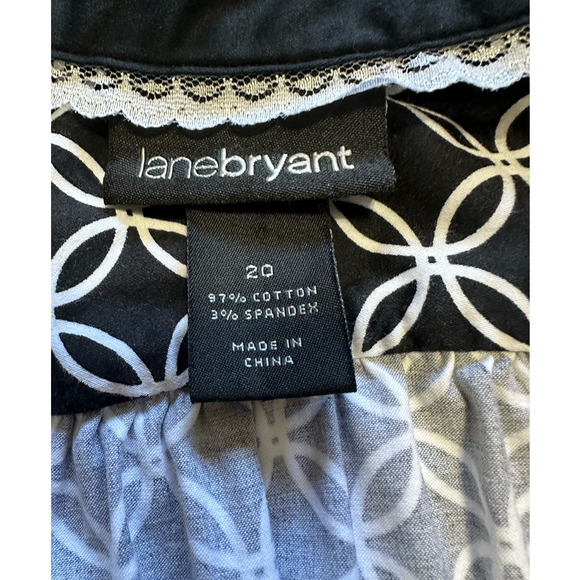 lanebryant
20
97% COTTON
3% SPANDEX
MADE IN
CHINA